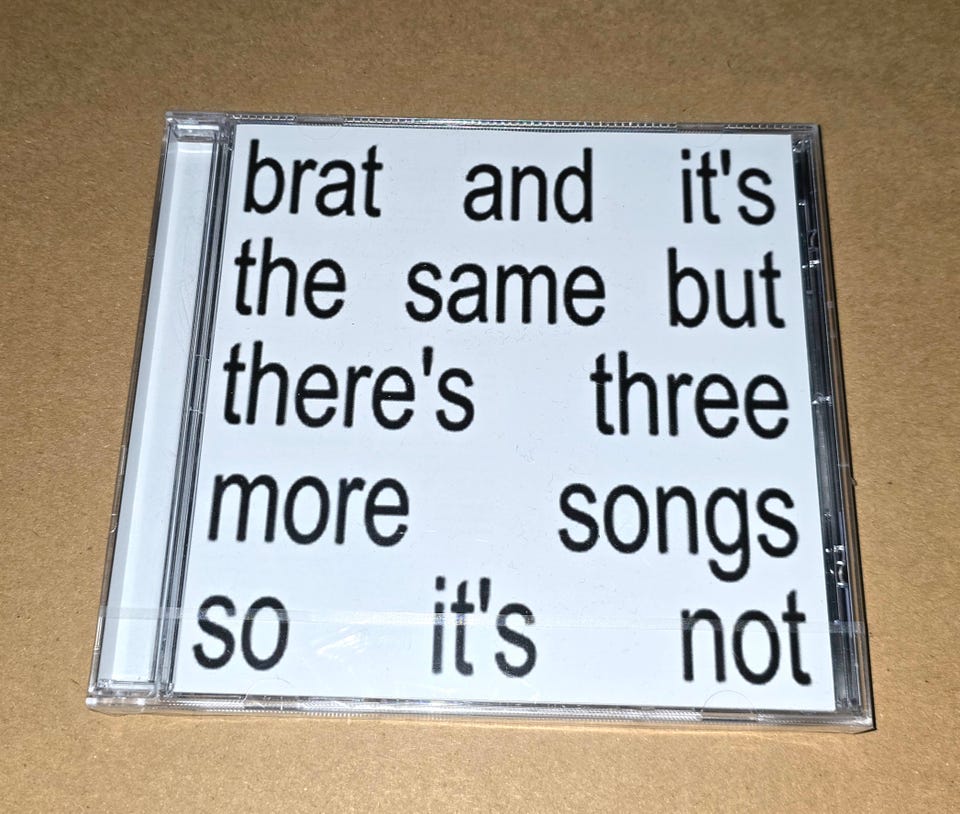 brat and it's
the same but
there's three
more songs
so it's not